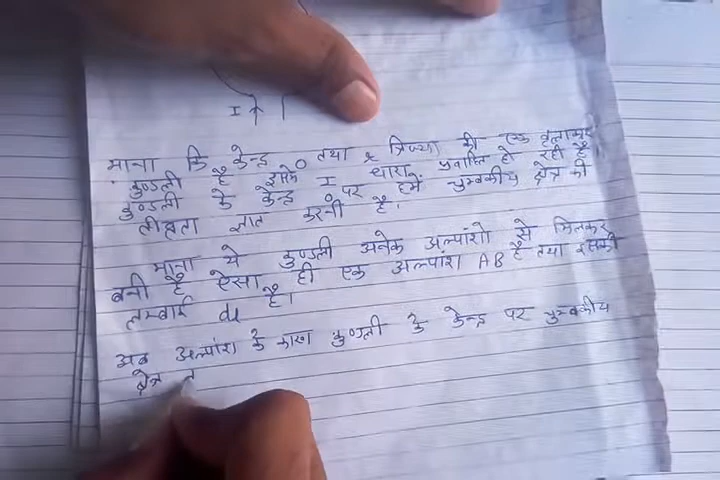 I
माना कि केन्द्र o तथा r त्रिज्या की एक वृत्ताकार
कुण्डली है इसमें I धारा प्रवाहित हो रही है।
कुण्डली के केन्द्र o पर हमें चुम्बकीय क्षेत्र की
तीव्रता ज्ञात करनी है।
माना ये कुण्डली अनेक अल्पांशो से मिलकर
बनी है ऐसा ही एक अल्पांश AB है तथा इसकी
लम्बाई dl है।
अब अल्पांश के कारण कुण्डली के केन्द्र पर चुम्बकीय
क्षेत्र